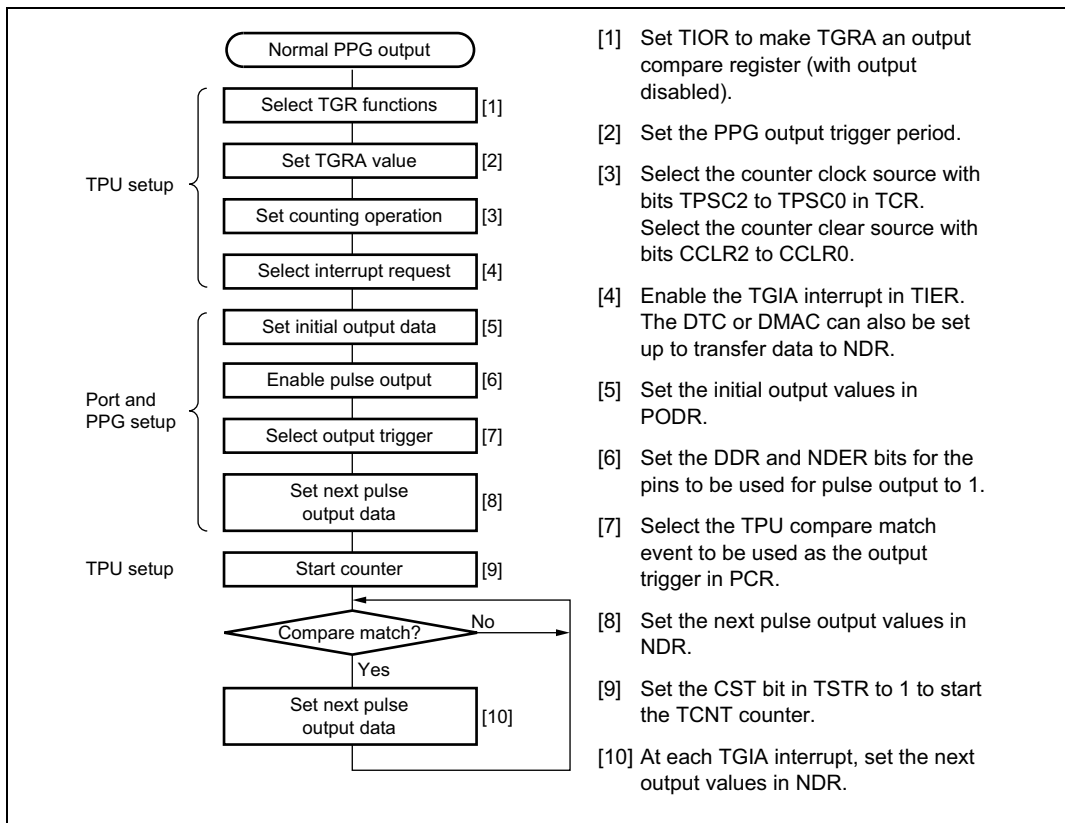 Normal PPG output
Select TGR functions [1]
Set TGRA value [2]
TPU setup
Set counting operation [3]
Select interrupt request [4]
Set initial output data [5]
Enable pulse output [6]
Port and
PPG setup
Select output trigger [7]
Set next pulse
output data
[8]
TPU setup
Start counter [9]
Compare match?
No
Yes
Set next pulse
output data
[10]
[1] Set TIOR to make TGRA an output
compare register (with output
disabled).
[2] Set the PPG output trigger period.
[3] Select the counter clock source with
bits TPSC2 to TPSC0 in TCR.
Select the counter clear source with
bits CCLR2 to CCLR0.
[4] Enable the TGIA interrupt in TIER.
The DTC or DMAC can also be set
up to transfer data to NDR.
[5] Set the initial output values in
PODR.
[6] Set the DDR and NDER bits for the
pins to be used for pulse output to 1.
[7] Select the TPU compare match
event to be used as the output
trigger in PCR.
[8] Set the next pulse output values in
NDR.
[9] Set the CST bit in TSTR to 1 to start
the TCNT counter.
[10] At each TGIA interrupt, set the next
output values in NDR.